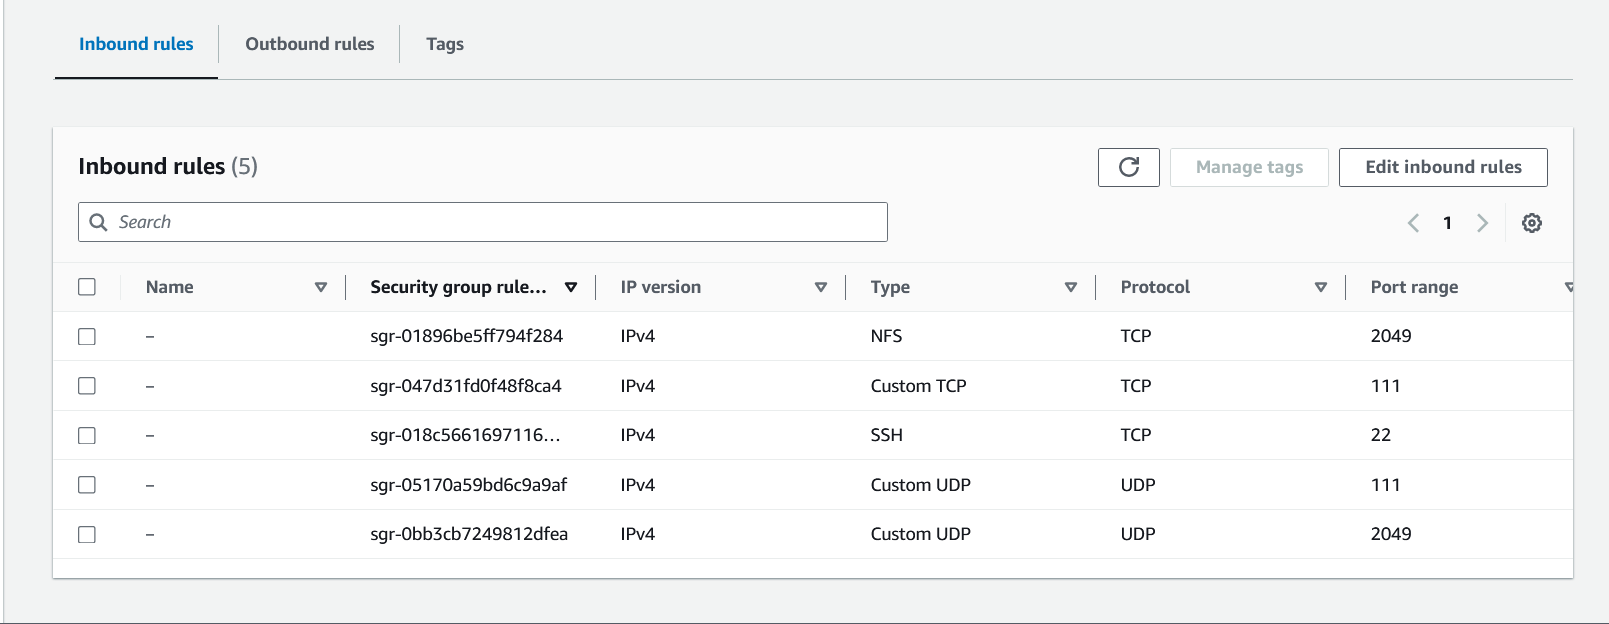 Inbound rules Outbound rules Tags
Inbound rules (5) Manage tags Edit inbound rules
Search 1
Name Security group rule... IP version Type Protocol Port range
– sgr-01896be5ff794f284 IPv4 NFS TCP 2049
– sgr-047d31fd0f48f8ca4 IPv4 Custom TCP TCP 111
– sgr-018c5661697116... IPv4 SSH TCP 22
– sgr-05170a59bd6c9a9af IPv4 Custom UDP UDP 111
– sgr-0bb3cb7249812dfea IPv4 Custom UDP UDP 2049